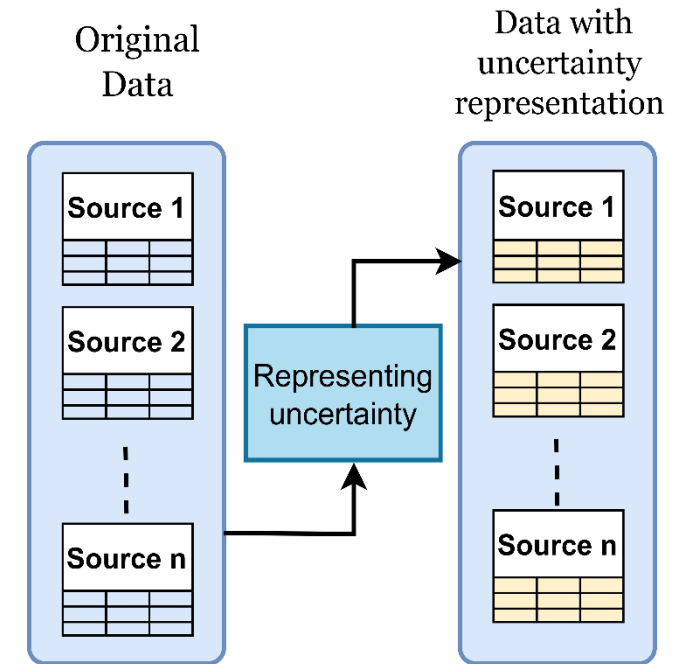 Original
Data
Source 1
Source 2
Source n
Representing
uncertainty
Data with
uncertainty
representation
Source 1
Source 2
Source n